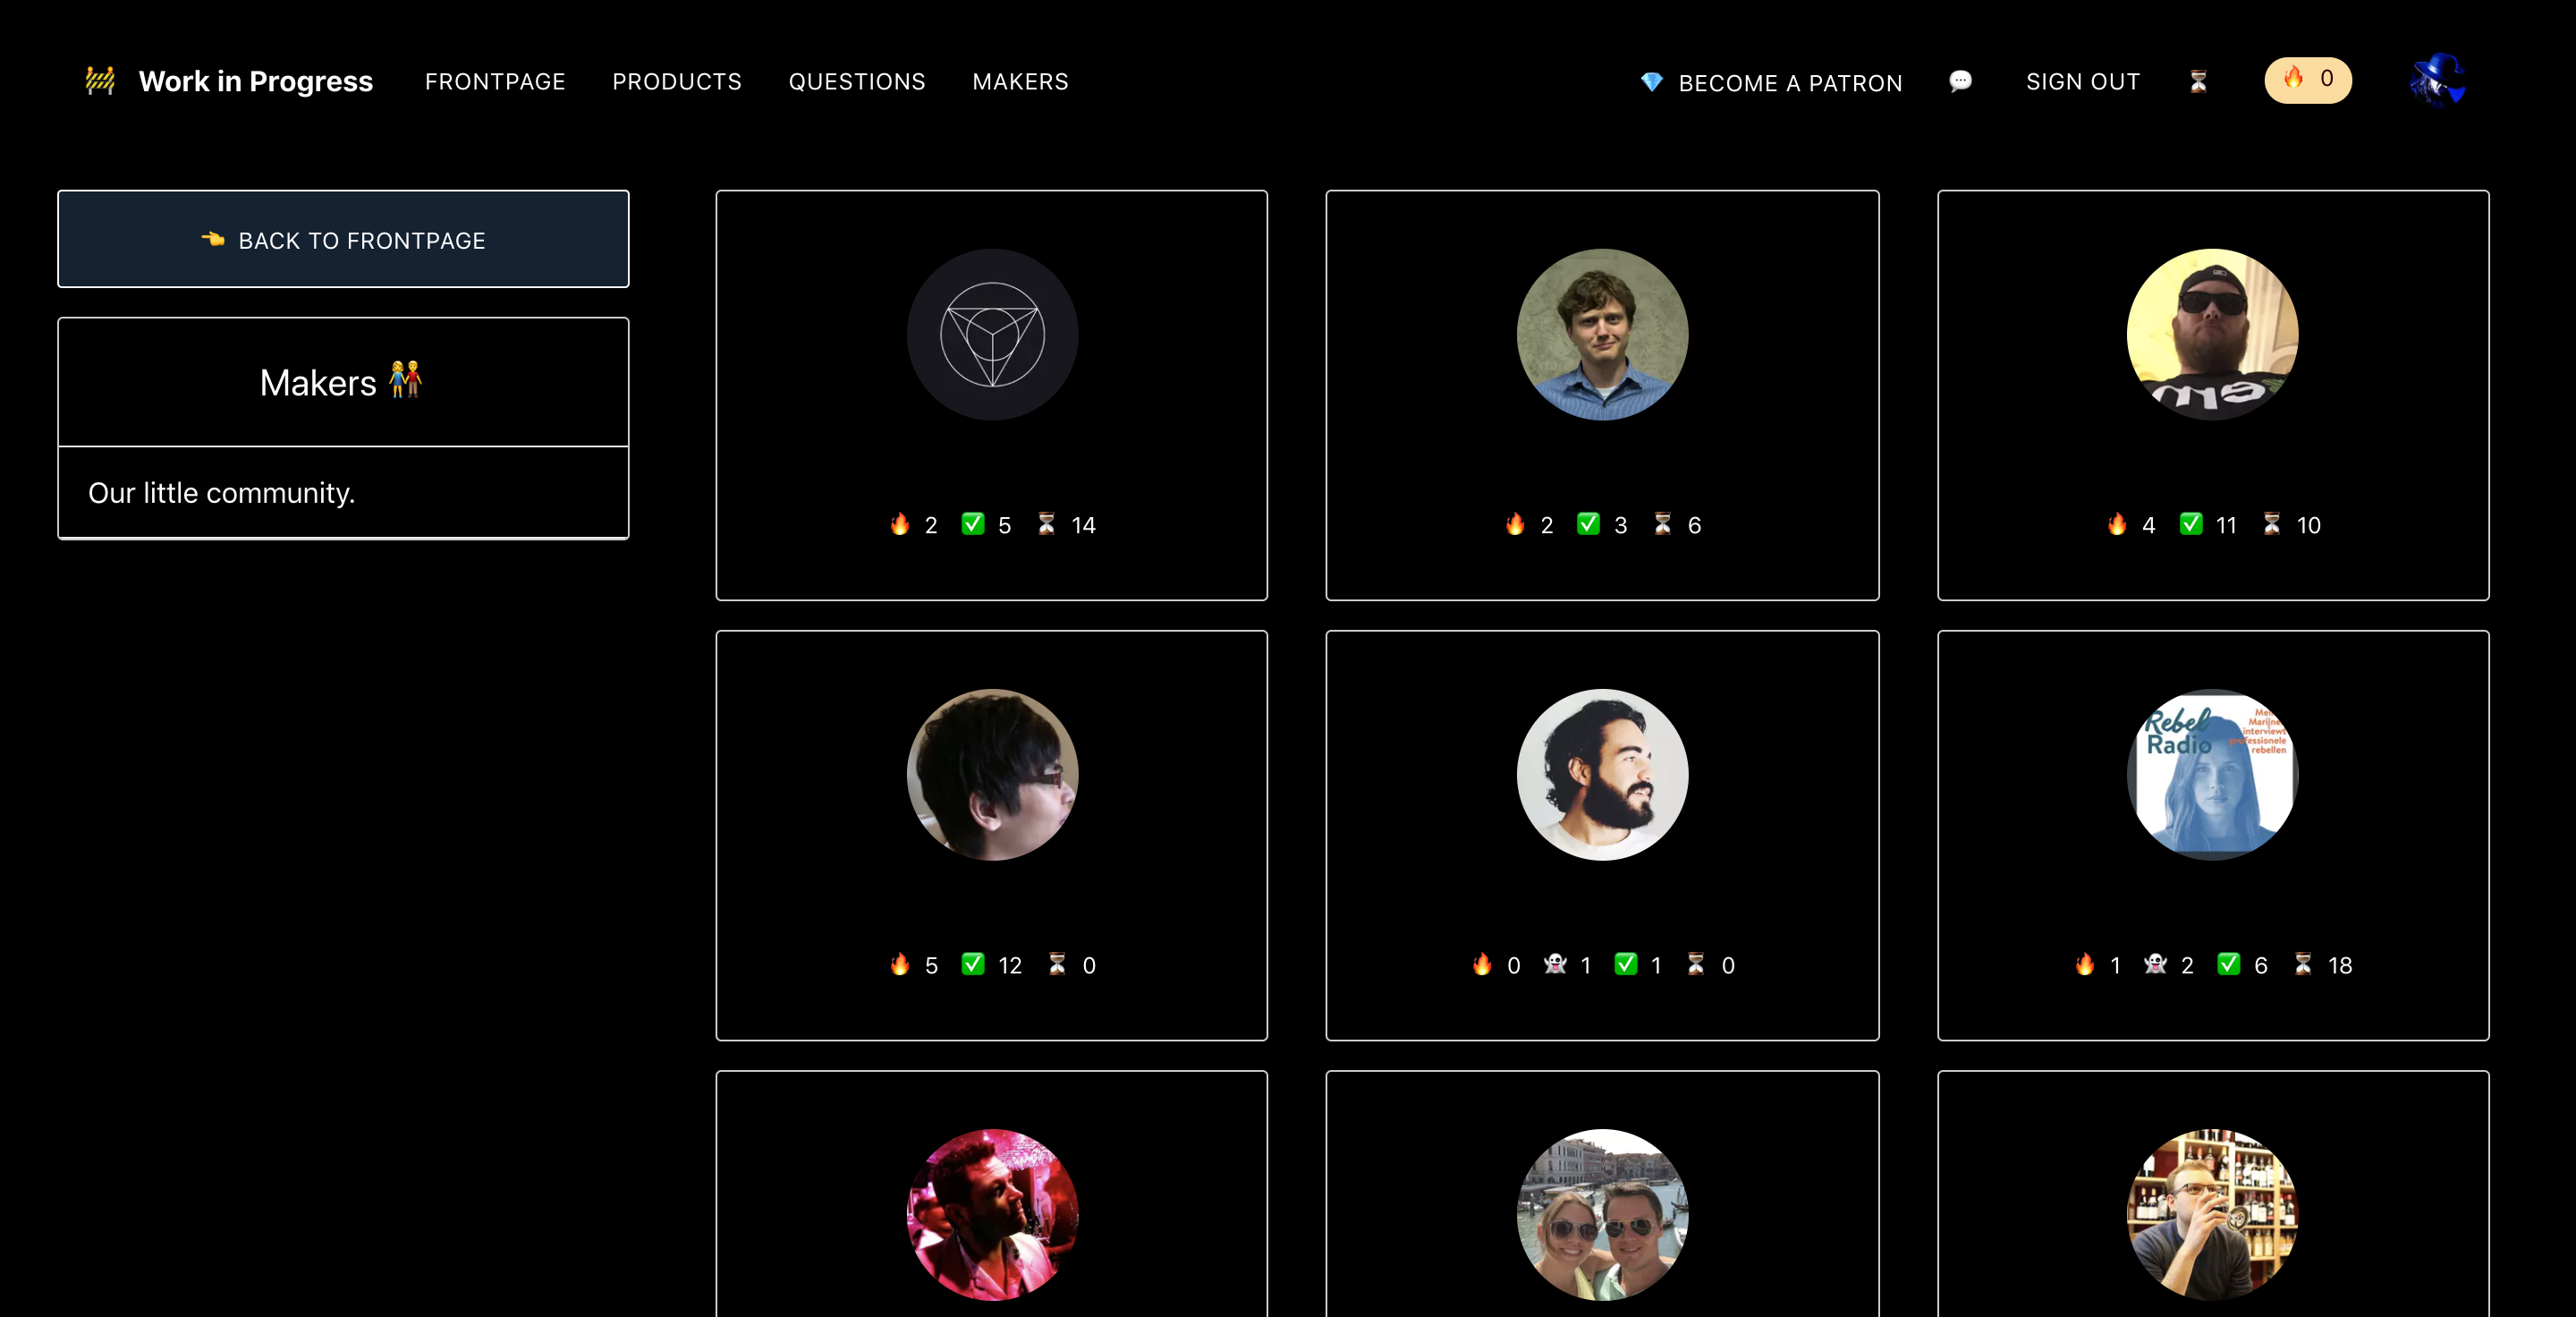 Work in Progress FRONTPAGE PRODUCTS QUESTIONS MAKERS BECOME A PATRON SIGN OUT 0
BACK TO FRONTPAGE
Makers
Our little community.
2 5 14
2 3 6
4 11 10
5 12 0
0 1 1 0
Rebel
Radio
Marijne
interviewt
professionele
rebellen
1 2 6 18